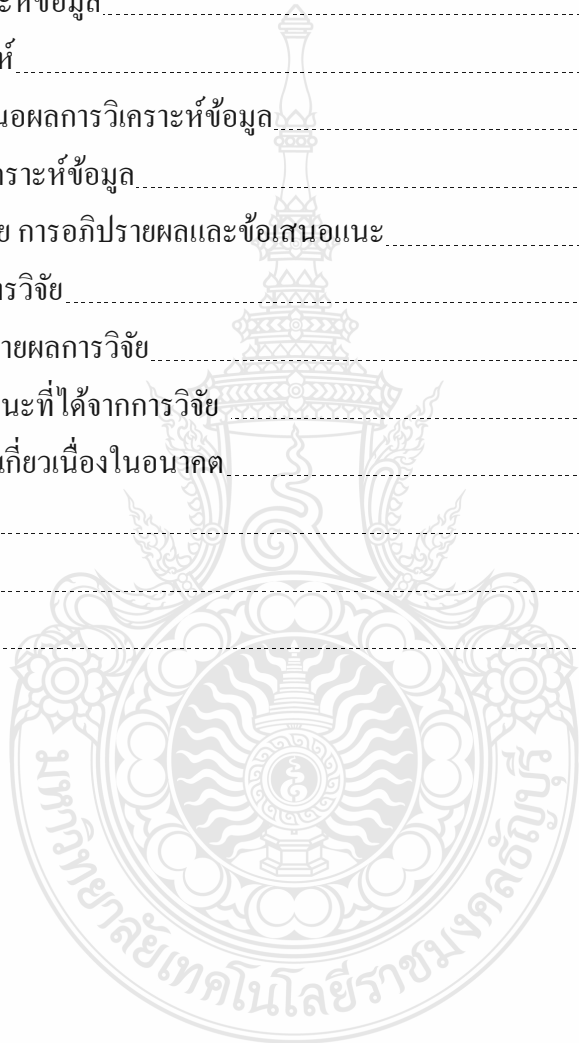 ะห์ข้อมูล
ห์
นอผลการวิเคราะห์ข้อมูล
คราะห์ข้อมูล
ย การอภิปรายผลและข้อเสนอแนะ
ารวิจัย
ายผลการวิจัย
นะที่ได้จากการวิจัย
นเกี่ยวเนื่องในอนาคต
มหาวิทยาลัยเทคโนโลยีราชมงคลธัญบุรี